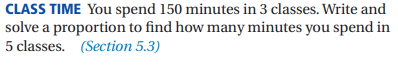 CLASS TIME You spend 150 minutes in 3 classes. Write and
solve a proportion to find how many minutes you spend in
5 classes. (Section 5.3)